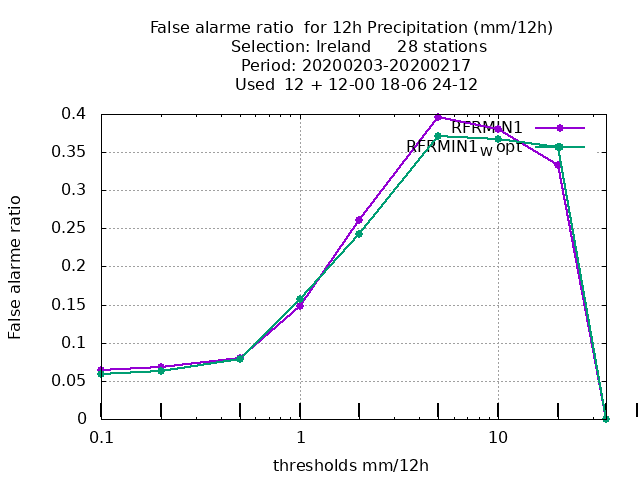 False alarme ratio  for 12h Precipitation (mm/12h)
Selection: Ireland     28 stations
Period: 20200203-20200217
Used  12 + 12-00 18-06 24-12
RFRMIN1
RFRMIN1W opt
0.4
0.35
0.3
0.25
0.2
0.15
0.1
0.05
0
False alarme ratio
0.1
1
10
thresholds mm/12h